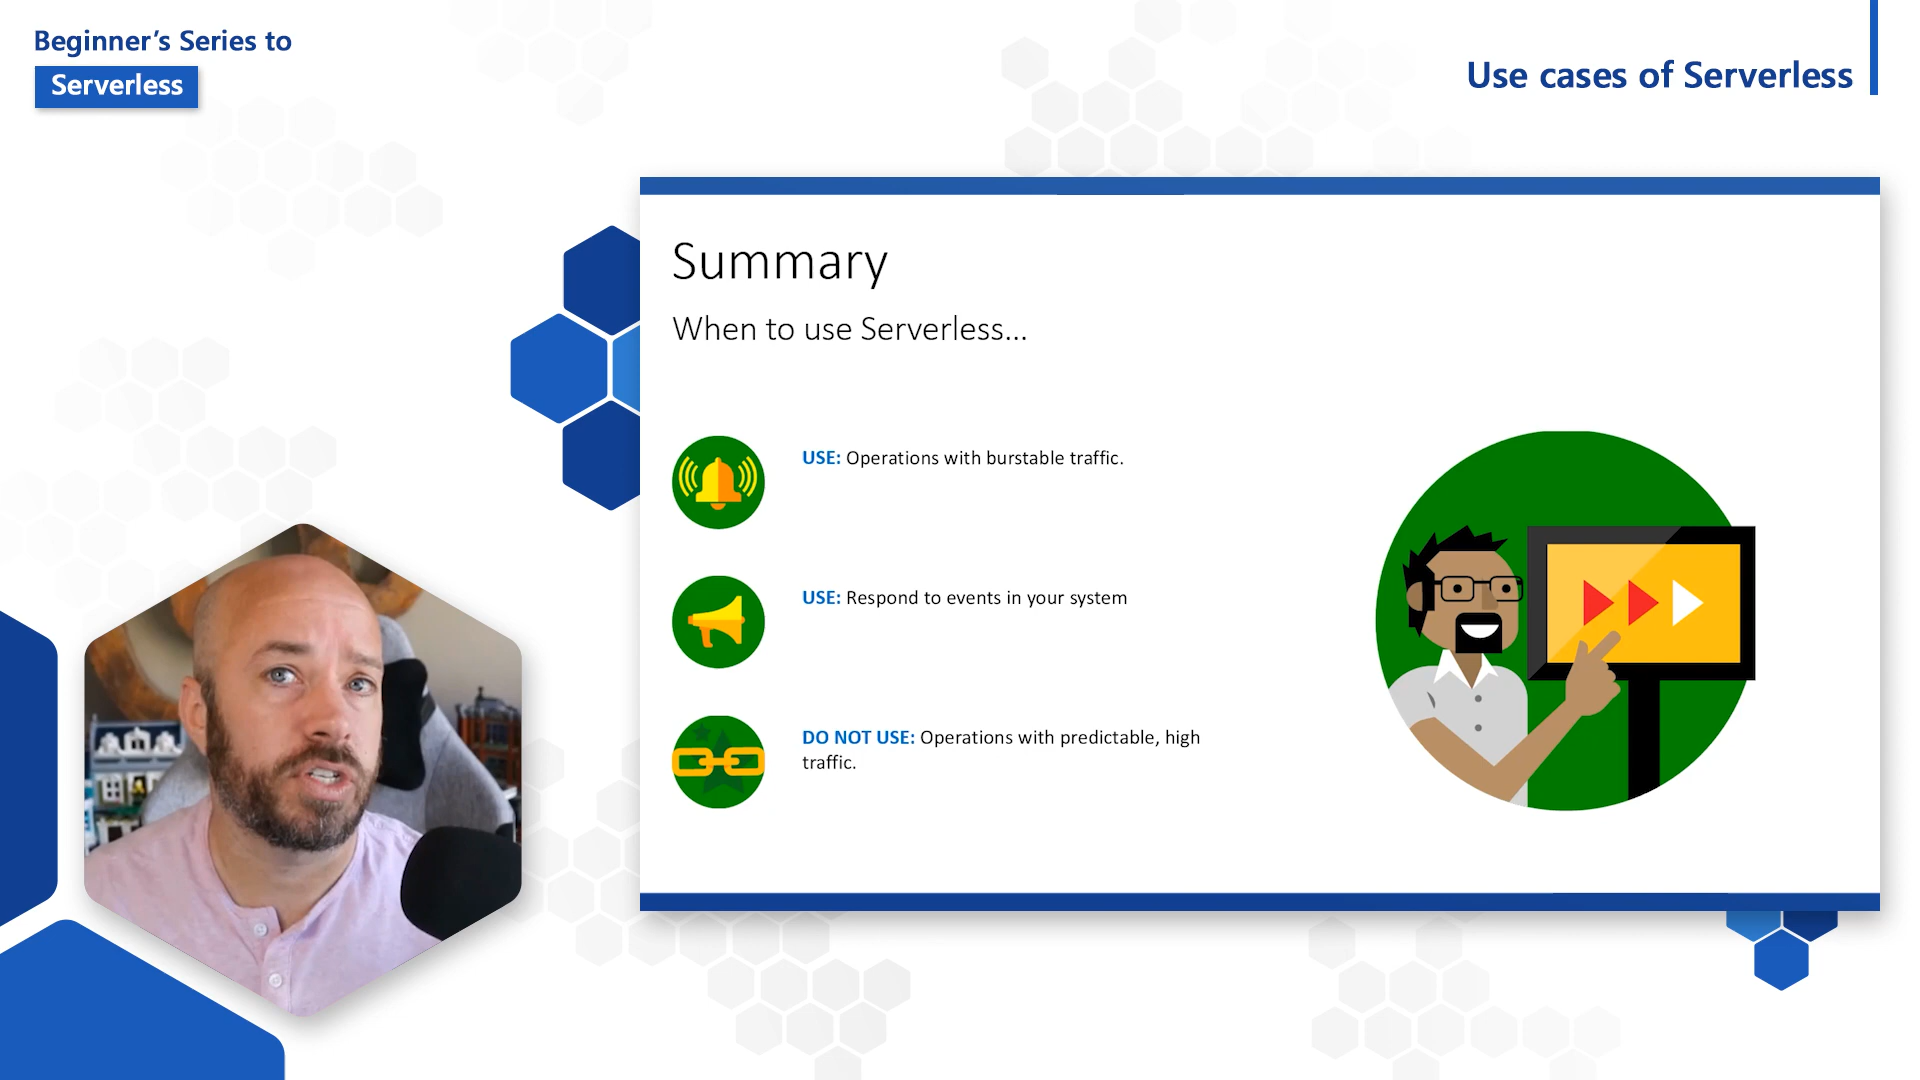 Beginner’s Series to
Serverless
Use cases of Serverless
Summary
When to use Serverless...
USE: Operations with burstable traffic.
USE: Respond to events in your system
DO NOT USE: Operations with predictable, high
traffic.